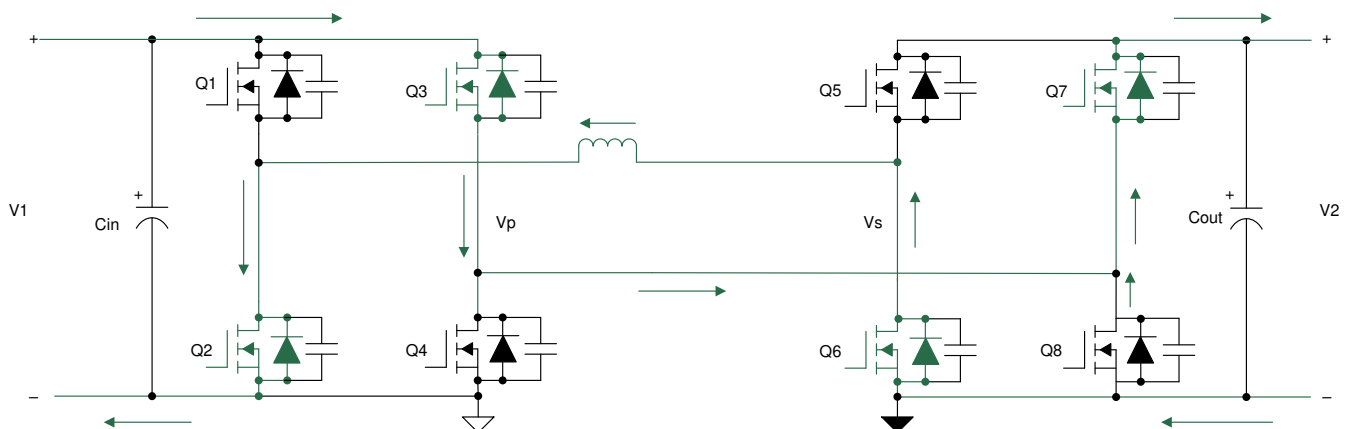 +
+
Q1
Q3
Q5
Q7
+
+
V1
Cin
Vp
Vs
Cout
V2
Q2
Q4
Q6
Q8
–
–